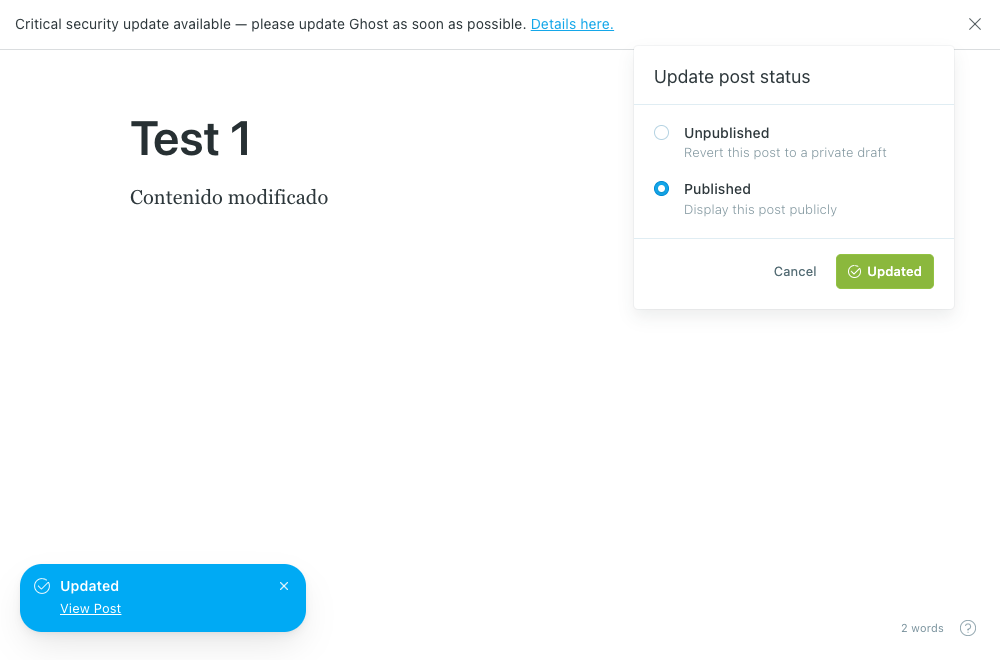 Critical security update available — please update Ghost as soon as possible. Details here.
Update post status
Test 1
Unpublished
Revert this post to a private draft
Contenido modificado
Published
Display this post publicly
Cancel
Updated
Updated
View Post
2 words
?